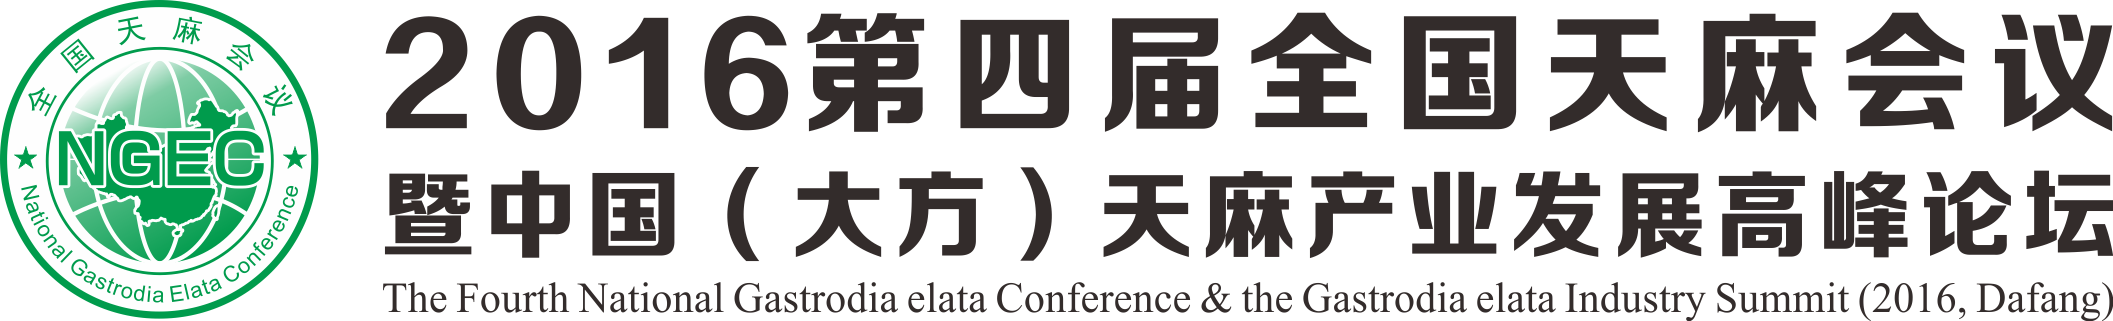 全国天麻会议
NGEC
★ ★
National Gastrodia Elata Conference
2016第四届全国天麻会议
暨中国（大方）天麻产业发展高峰论坛
The Fourth National Gastrodia elata Conference & the Gastrodia elata Industry Summit (2016, Dafang)